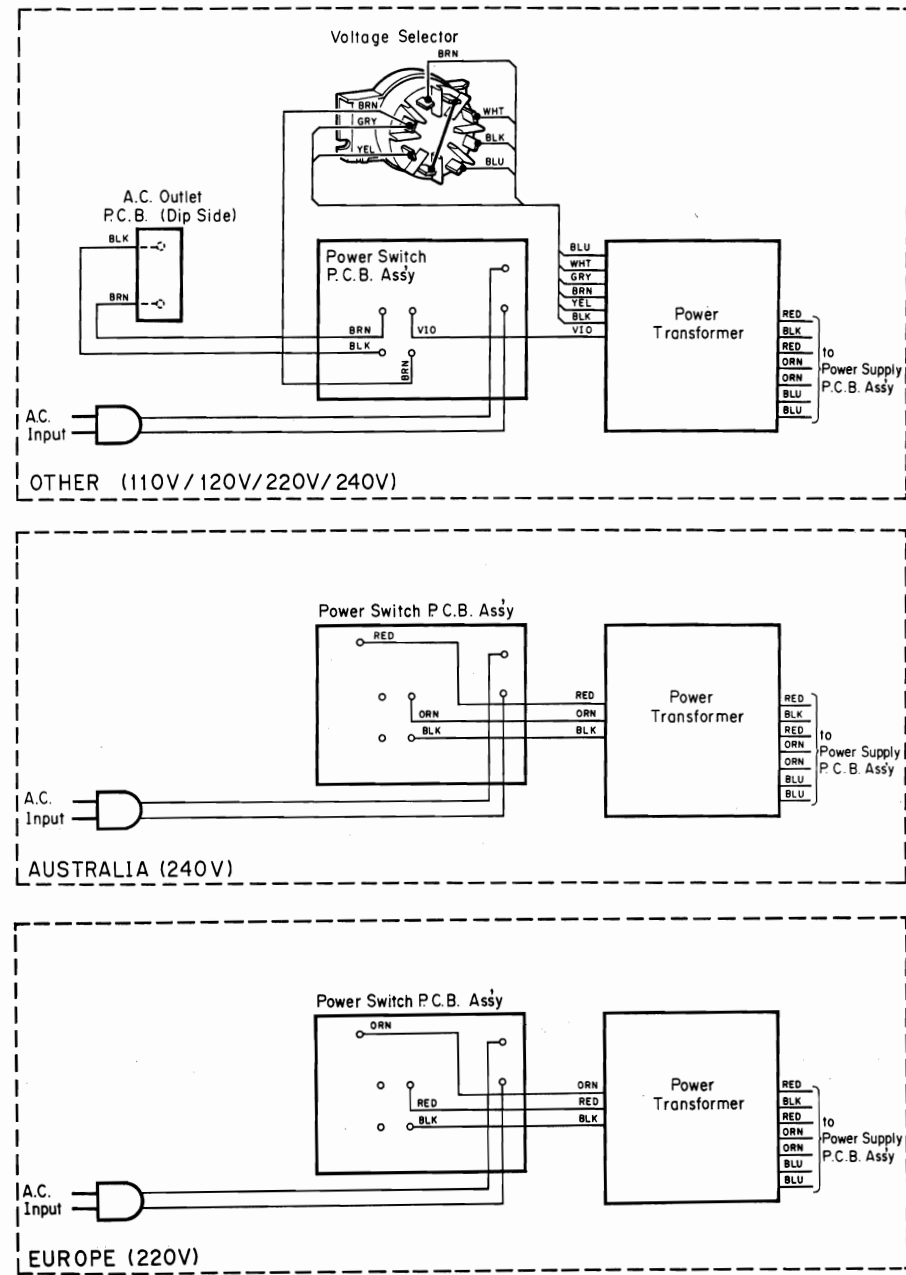 Voltage Selector
BRN
BRN
GRY
YEL
WHT
BLK
BLU
A.C. Outlet
P.C.B. (Dip Side)
BLK
BRN
Power Switch
P.C.B. Ass'y
BRN
BLK
VIO
BRN
BLU
WHT
GRY
BRN
YEL
BLK
VIO
Power
Transformer
RED
BLK
RED
ORN
ORN
BLU
BLU
to
Power Supply
P.C.B. Ass'y
A.C.
Input
OTHER (110V/120V/220V/240V)
Power Switch P.C.B. Ass'y
RED
ORN
BLK
RED
ORN
BLK
Power
Transformer
RED
BLK
RED
ORN
ORN
BLU
BLU
to
Power Supply
P.C.B. Ass'y
A.C.
Input
AUSTRALIA (240V)
Power Switch P.C.B. Ass'y
ORN
RED
BLK
ORN
RED
BLK
Power
Transformer
RED
BLK
RED
ORN
ORN
BLU
BLU
to
Power Supply
P.C.B. Ass'y
A.C.
Input
EUROPE (220V)